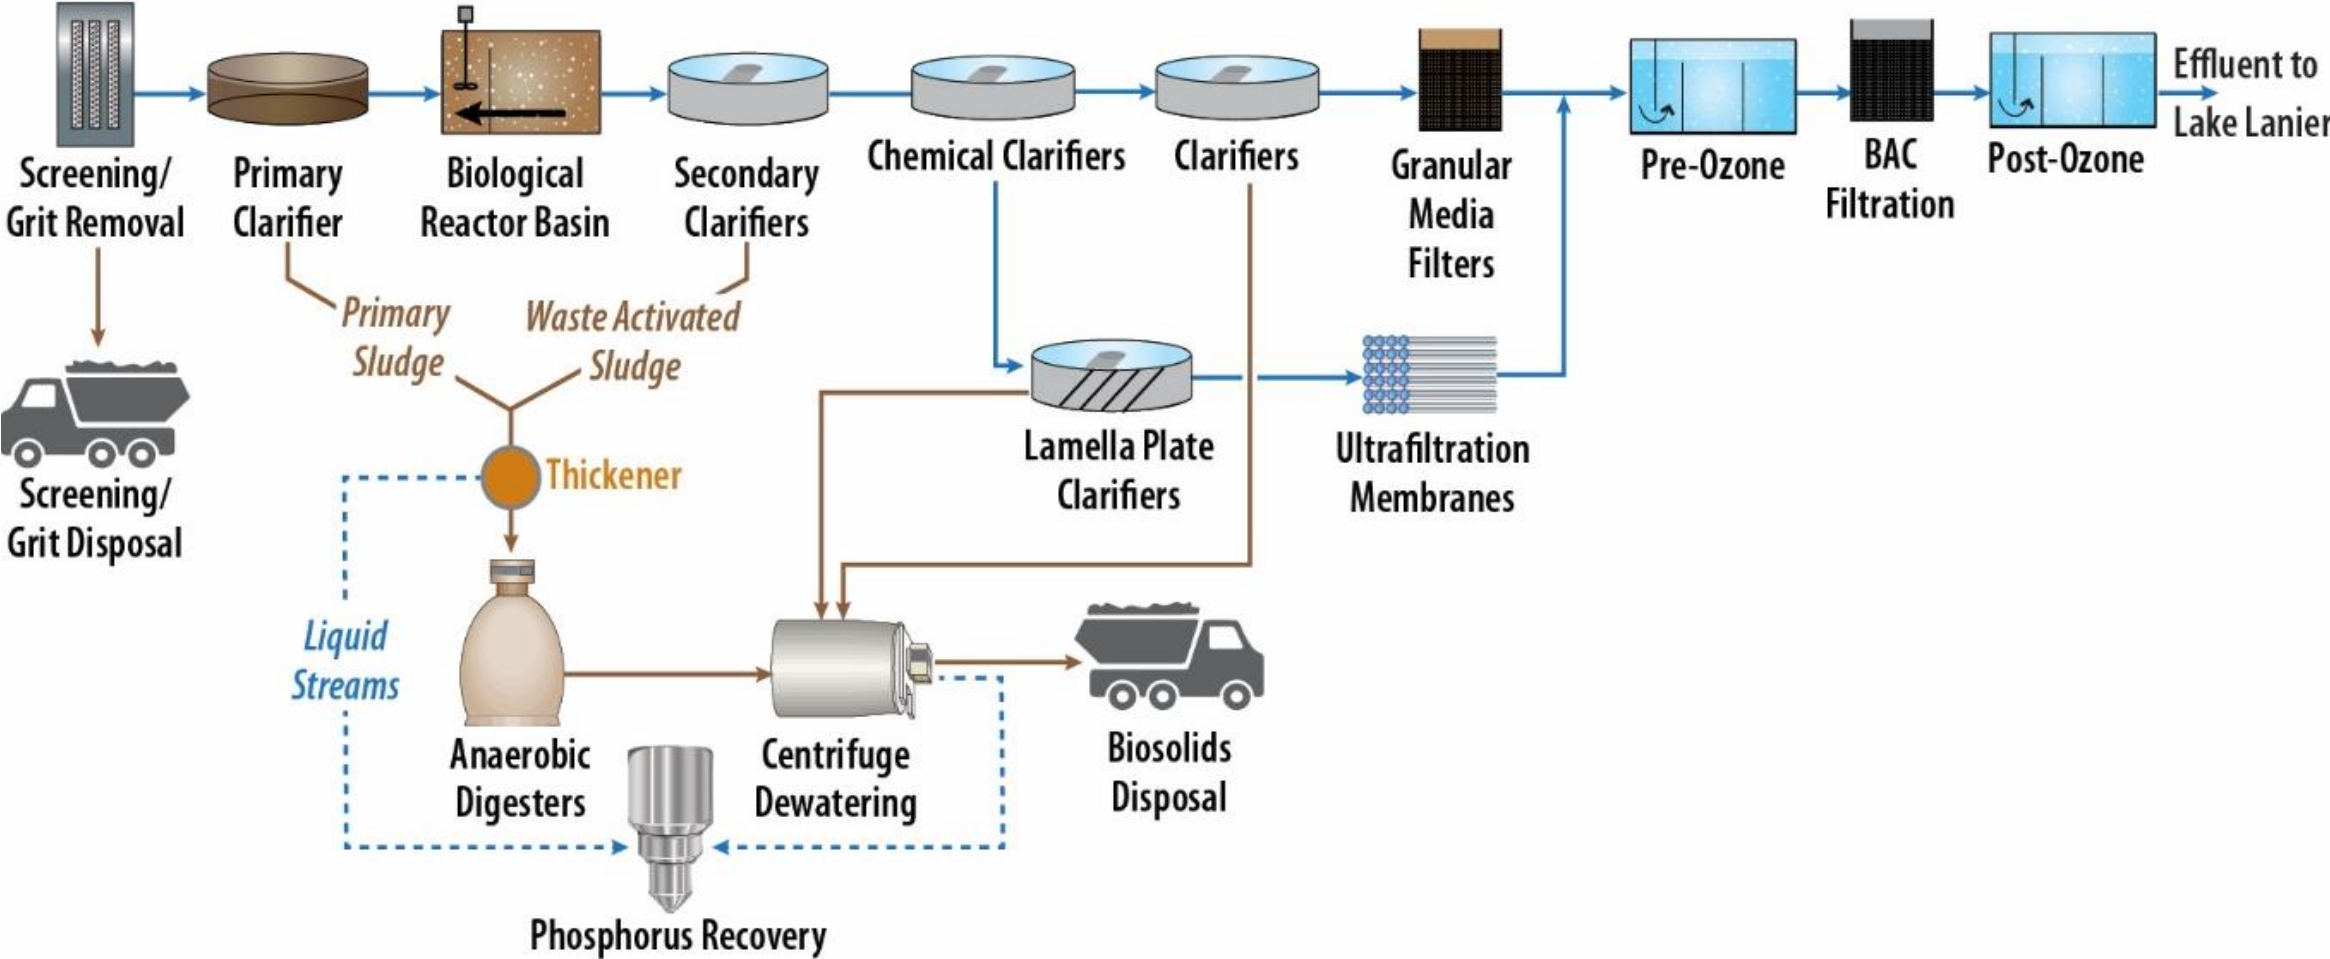 Screening/
Grit Removal
Primary
Clarifier
Biological
Reactor Basin
Secondary
Clarifiers
Chemical Clarifiers
Clarifiers
Granular
Media
Filters
Pre-Ozone
BAC
Filtration
Post-Ozone
Effluent to
Lake Lanier
Primary
Sludge
Waste Activated
Sludge
Screening/
Grit Disposal
Thickener
Lamella Plate
Clarifiers
Ultrafiltration
Membranes
Liquid
Streams
Anaerobic
Digesters
Centrifuge
Dewatering
Biosolids
Disposal
Phosphorus Recovery